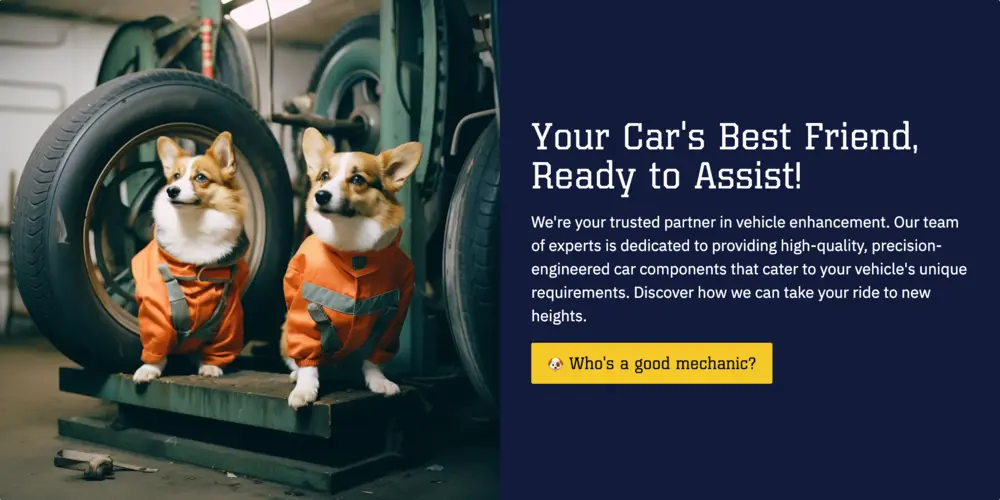 Your Car's Best Friend,
Ready to Assist!
We're your trusted partner in vehicle enhancement. Our team
of experts is dedicated to providing high-quality, precision-
engineered car components that cater to your vehicle's unique
requirements. Discover how we can take your ride to new
heights.
🐶 Who's a good mechanic?